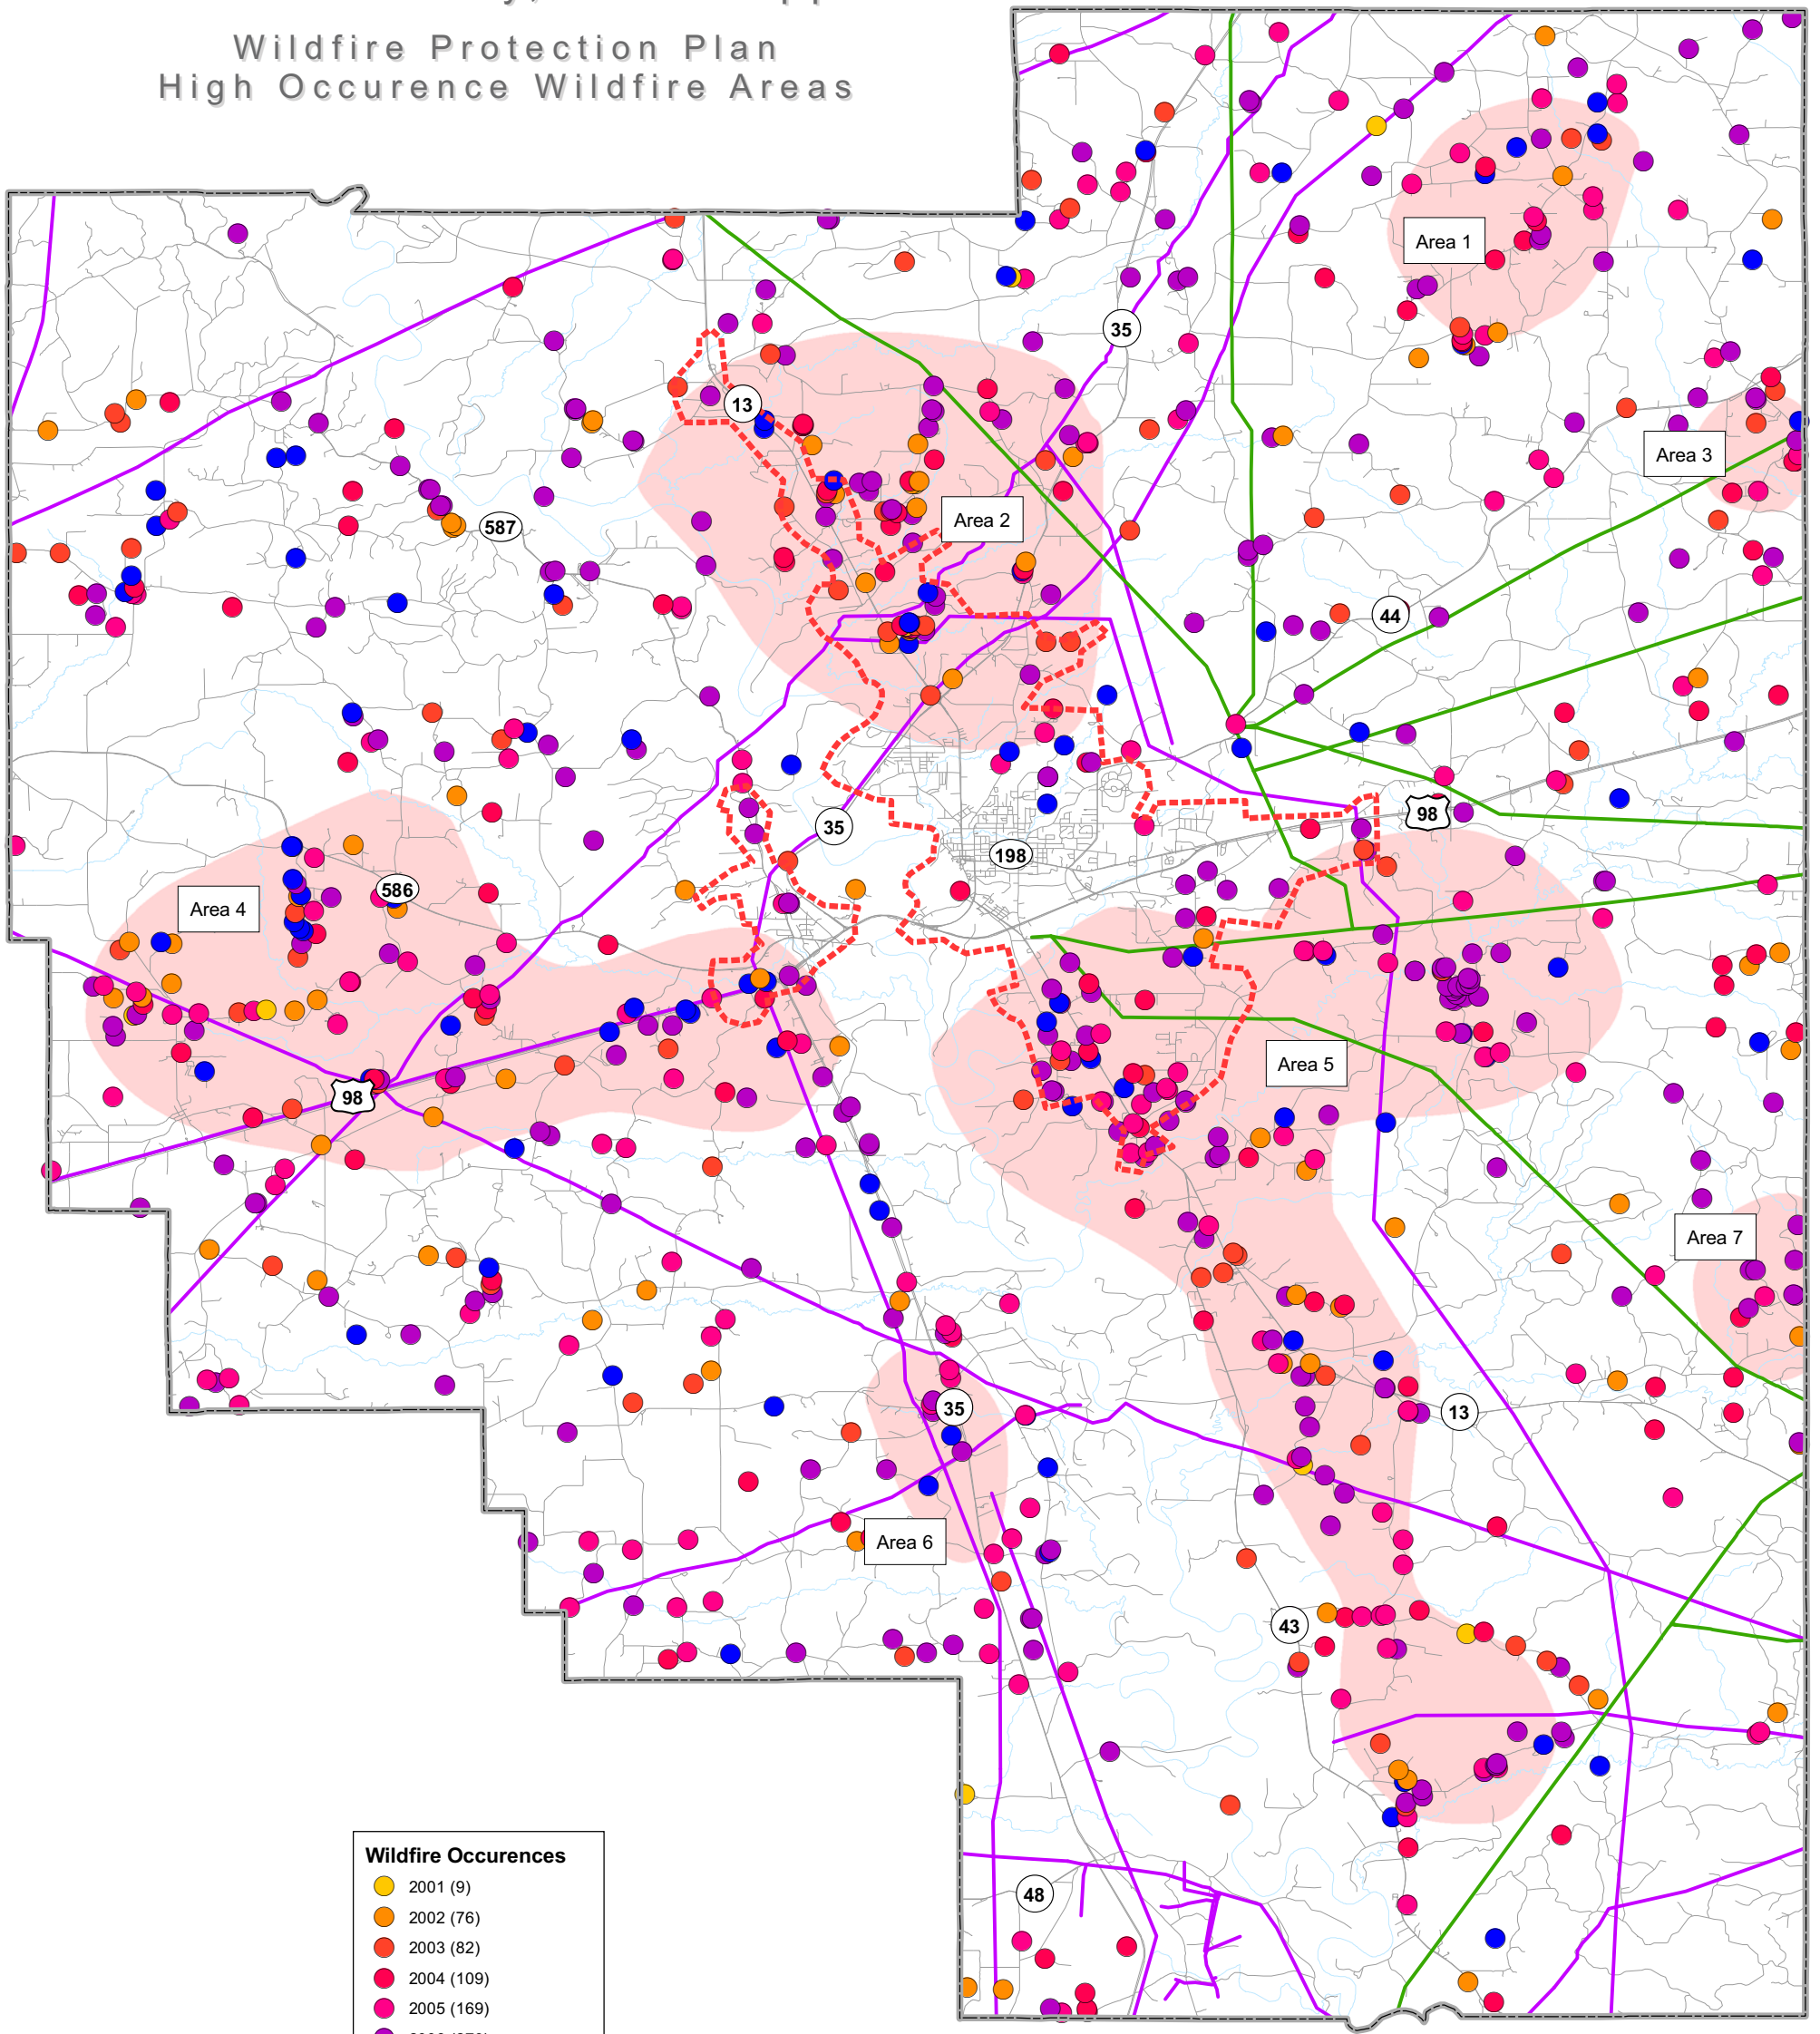 Wildfire Protection Plan
High Occurence Wildfire Areas
Area 1
35
13
Area 3
Area 2
587
44
35
98
198
586
Area 4
Area 5
98
Area 7
35
13
Area 6
43
48
Wildfire Occurences
2001 (9)
2002 (76)
2003 (82)
2004 (109)
2005 (169)